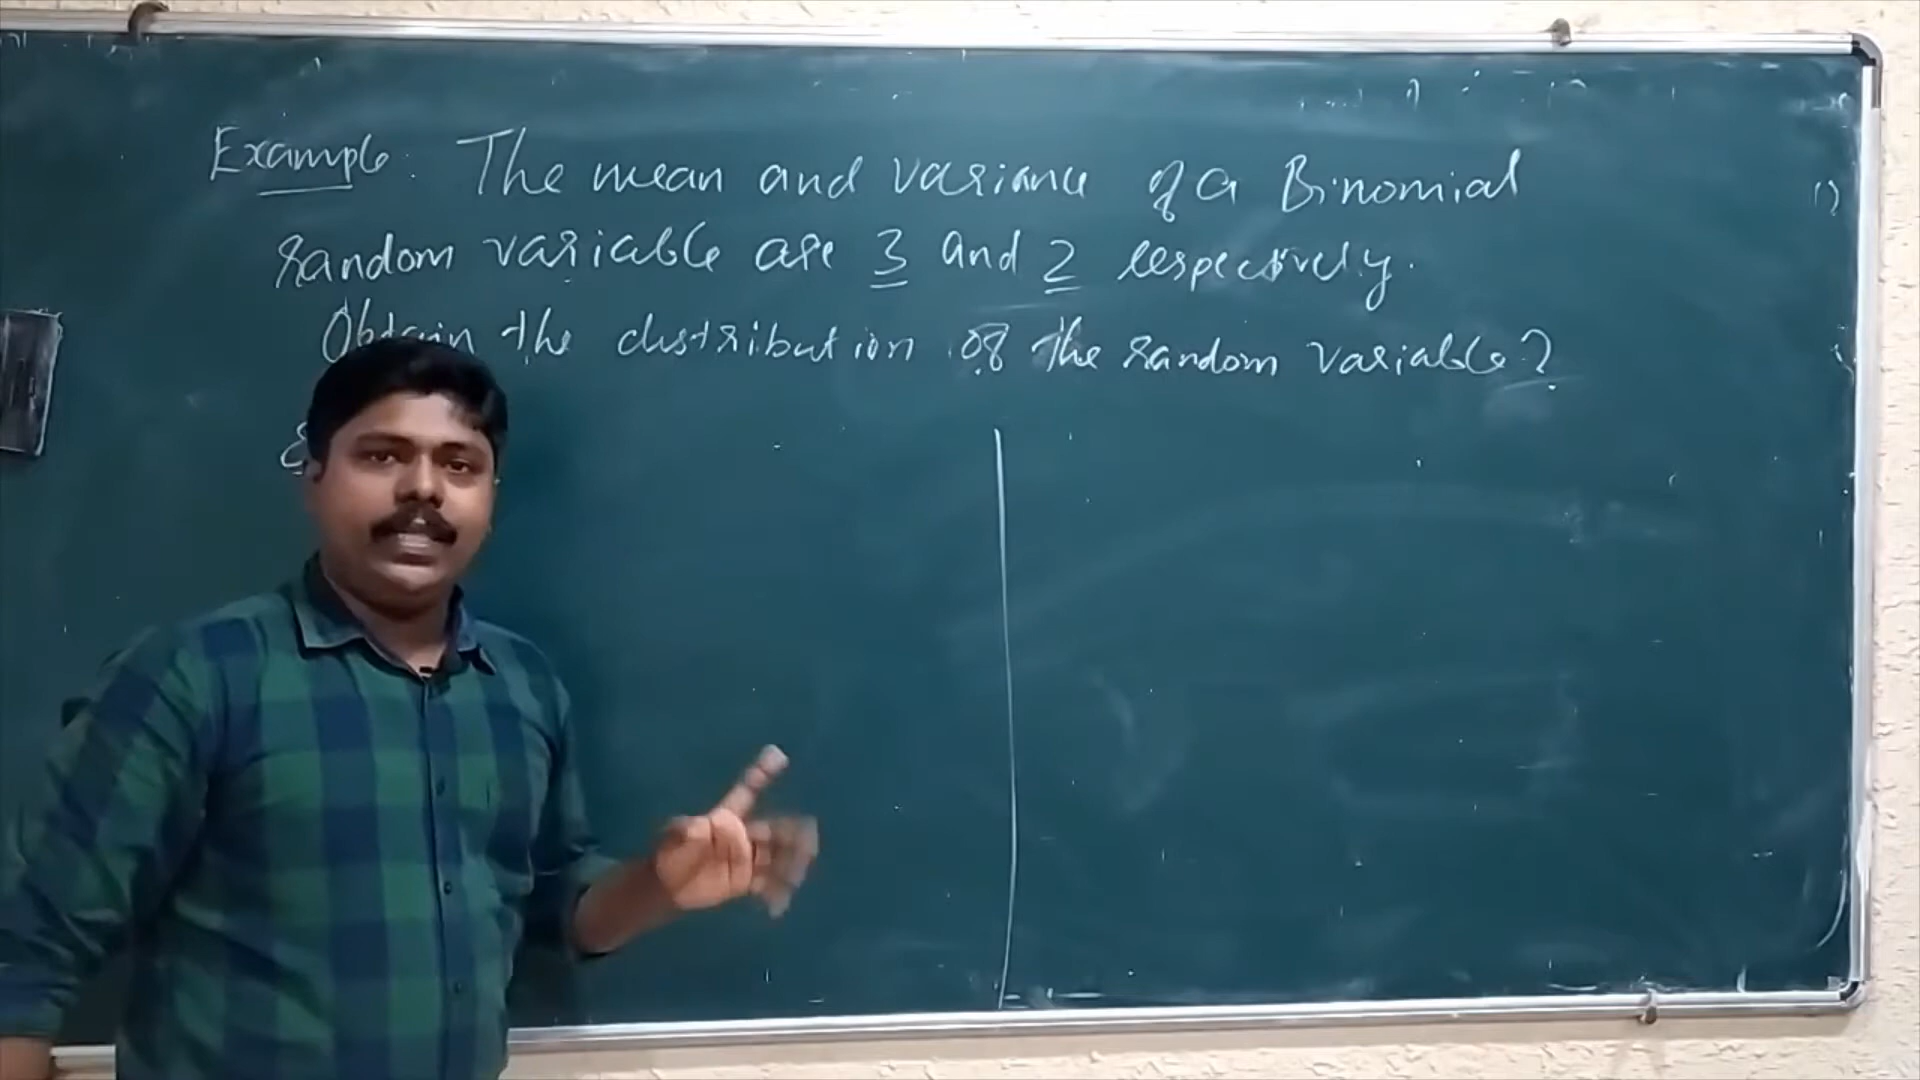 Example: The mean and variance of a Binomial
random variable are 3 and 2 respectively.
Obtain the distribution of the random variable?